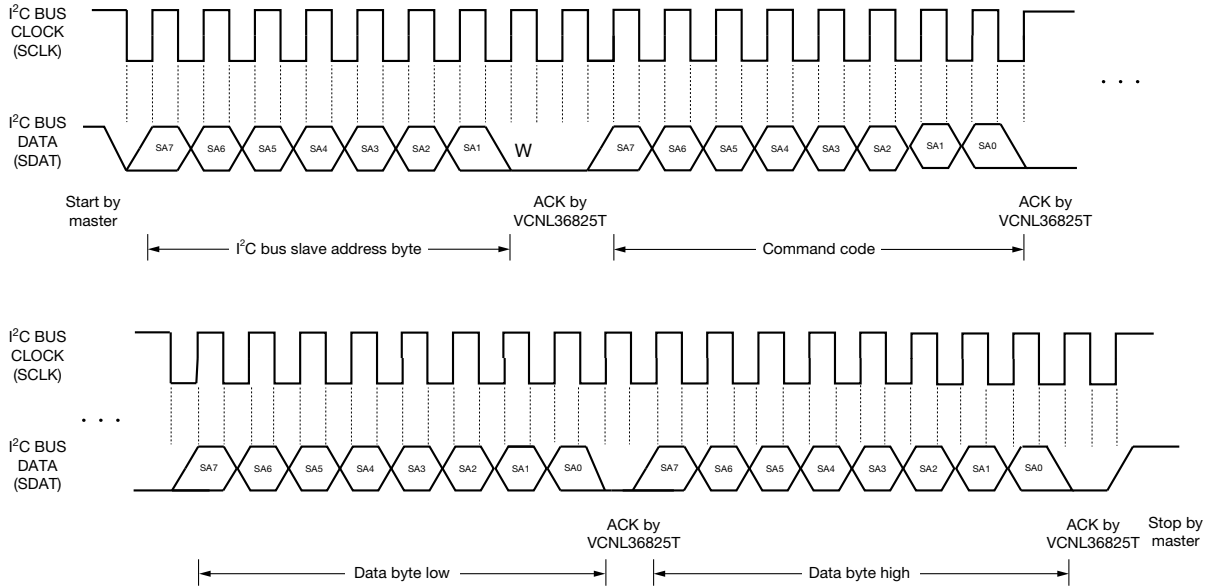 I²C BUS
CLOCK
(SCLK)
. . .
I²C BUS
DATA
(SDAT)
SA7 SA6 SA5 SA4 SA3 SA2 SA1 W SA7 SA6 SA5 SA4 SA3 SA2 SA1 SA0
Start by
master
ACK by
VCNL36825T
ACK by
VCNL36825T
I²C bus slave address byte
Command code
I²C BUS
CLOCK
(SCLK)
. . .
I²C BUS
DATA
(SDAT)
SA7 SA6 SA5 SA4 SA3 SA2 SA1 SA0 SA7 SA6 SA5 SA4 SA3 SA2 SA1 SA0
ACK by
VCNL36825T
ACK by
VCNL36825T
Stop by
master
Data byte low
Data byte high